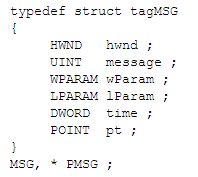 typedef struct tagMSG
{
     HWND   hwnd ;
     UINT   message ;
     WPARAM wParam ;
     LPARAM lParam ;
     DWORD  time ;
     POINT  pt ;
}
MSG, * PMSG ;